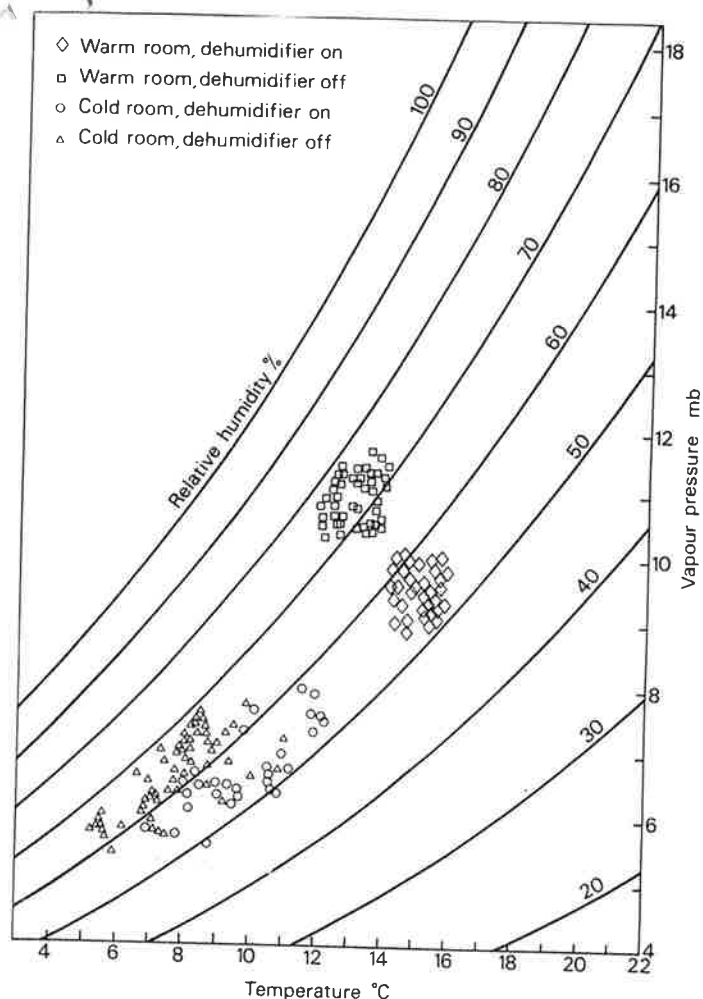 Warm room, dehumidifier on
Warm room, dehumidifier off
Cold room, dehumidifier on
Cold room, dehumidifier off
100
90
80
70
60
50
40
30
20
Relative humidity %
18
16
14
12
10
8
6
4
Vapour pressure mb
4 6 8 10 12 14 16 18 20 22
Temperature °C